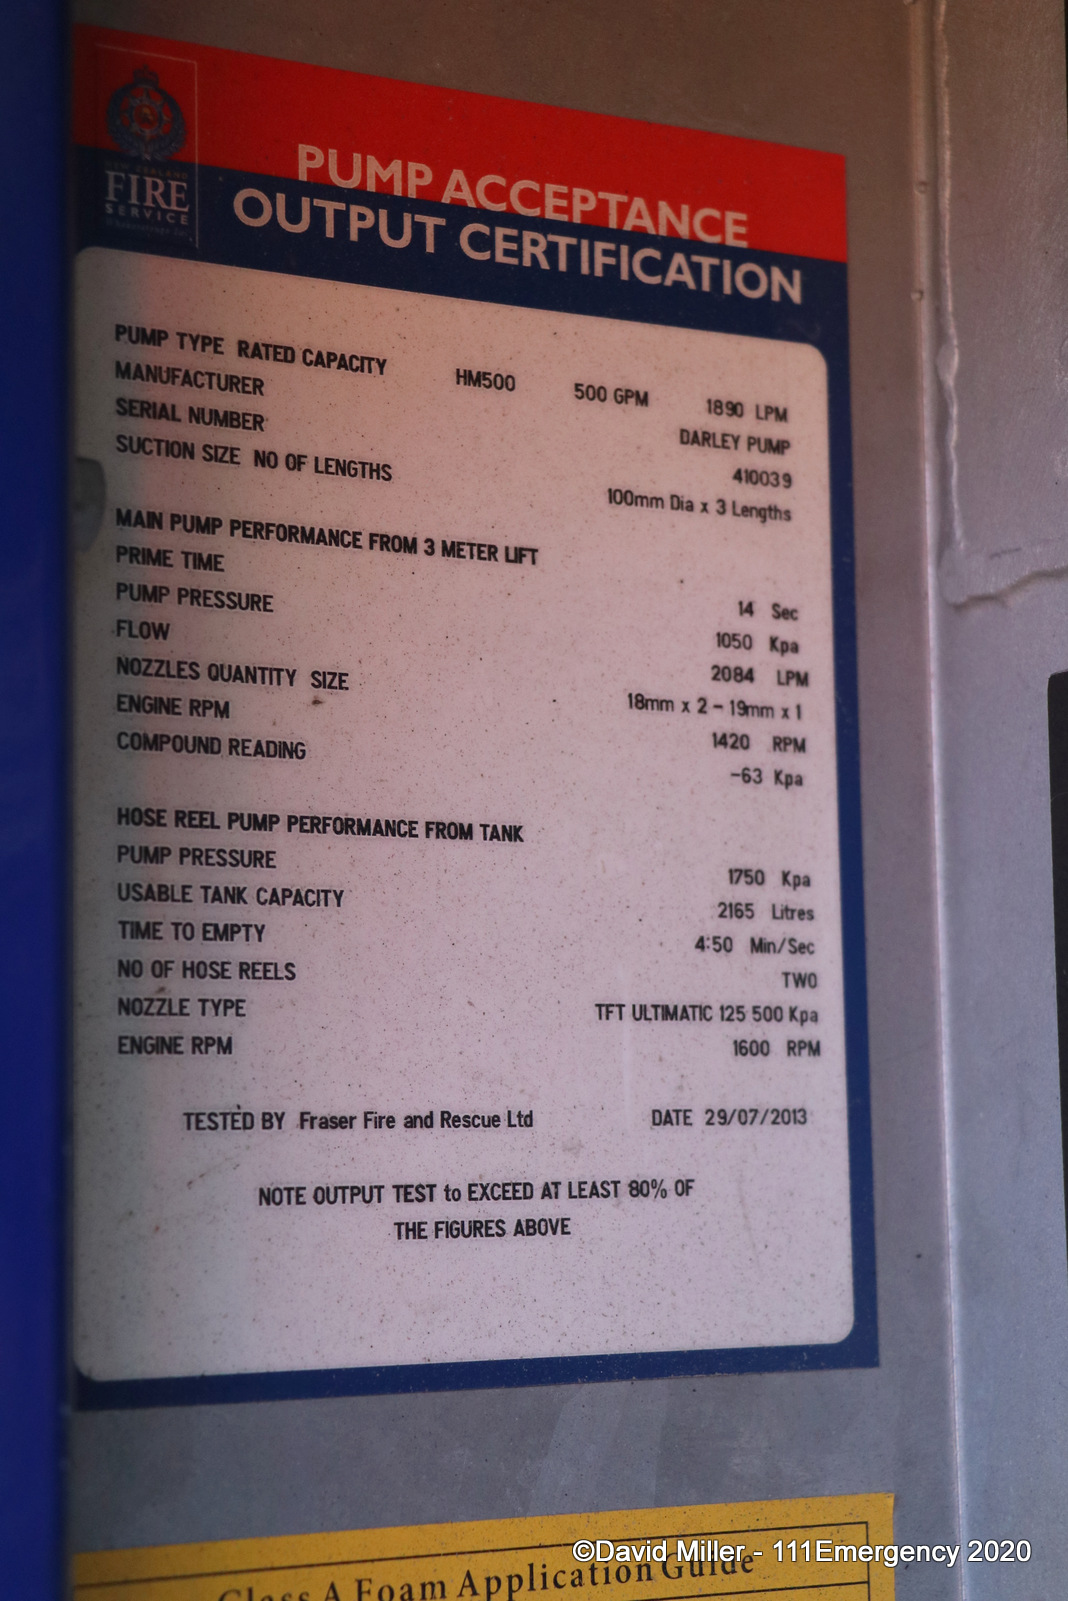 NEW ZEALAND
FIRE
SERVICE
PUMP ACCEPTANCE
OUTPUT CERTIFICATION
PUMP TYPE RATED CAPACITY HM500 500 GPM 1890 LPM
MANUFACTURER DARLEY PUMP
SERIAL NUMBER 410039
SUCTION SIZE NO OF LENGTHS 100mm Dia x 3 Lengths
MAIN PUMP PERFORMANCE FROM 3 METER LIFT
PRIME TIME 14 Sec
PUMP PRESSURE 1050 Kpa
FLOW 2084 LPM
NOZZLES QUANTITY SIZE 18mm x 2 - 19mm x 1
ENGINE RPM 1420 RPM
COMPOUND READING -63 Kpa
HOSE REEL PUMP PERFORMANCE FROM TANK
PUMP PRESSURE 1750 Kpa
USABLE TANK CAPACITY 2165 Litres
TIME TO EMPTY 4:50 Min/Sec
NO OF HOSE REELS TWO
NOZZLE TYPE TFT ULTIMATIC 125 500 Kpa
ENGINE RPM 1600 RPM
TESTED BY Fraser Fire and Rescue Ltd DATE 29/07/2013
NOTE OUTPUT TEST to EXCEED AT LEAST 80% OF
THE FIGURES ABOVE
Class A Foam Application Guide
©David Miller - 111Emergency 2020